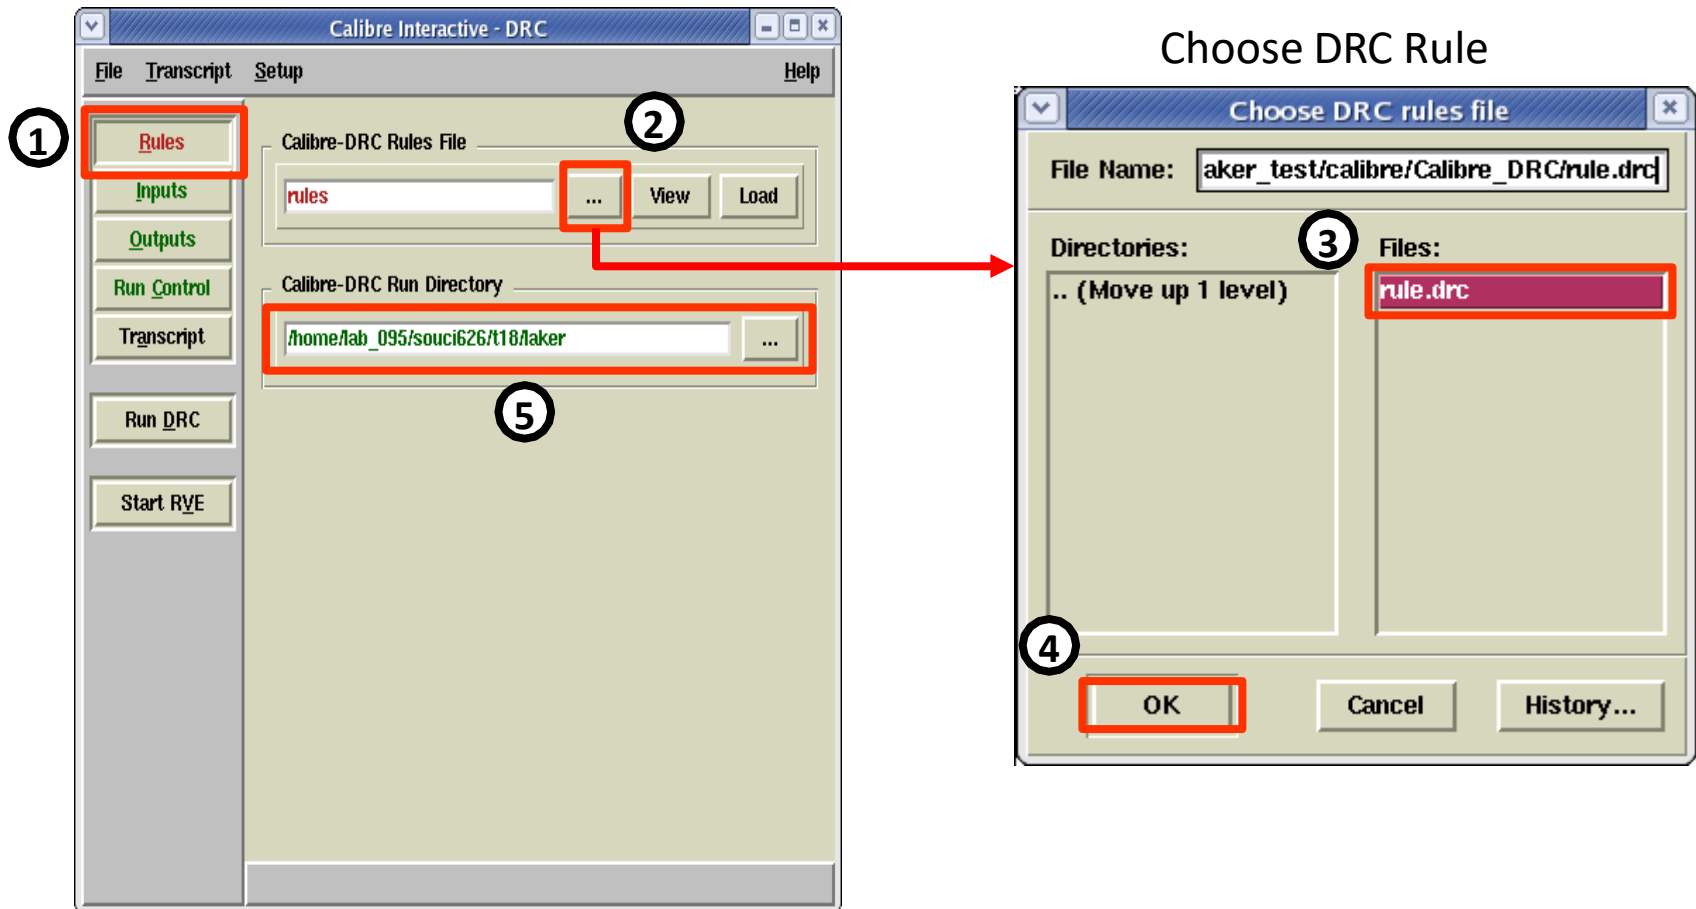 Calibre Interactive - DRC
File Transcript Setup Help
1
Rules
Inputs
Outputs
Run Control
Transcript
Run DRC
Start RVE
2
Calibre-DRC Rules File
rules ... View Load
Calibre-DRC Run Directory
/home/lab_095/souci626/t18/laker ...
5
Choose DRC Rule
Choose DRC rules file
File Name: aker_test/calibre/Calibre_DRC/rule.drc
3
Directories: Files:
.. (Move up 1 level) rule.drc
4
OK Cancel History...